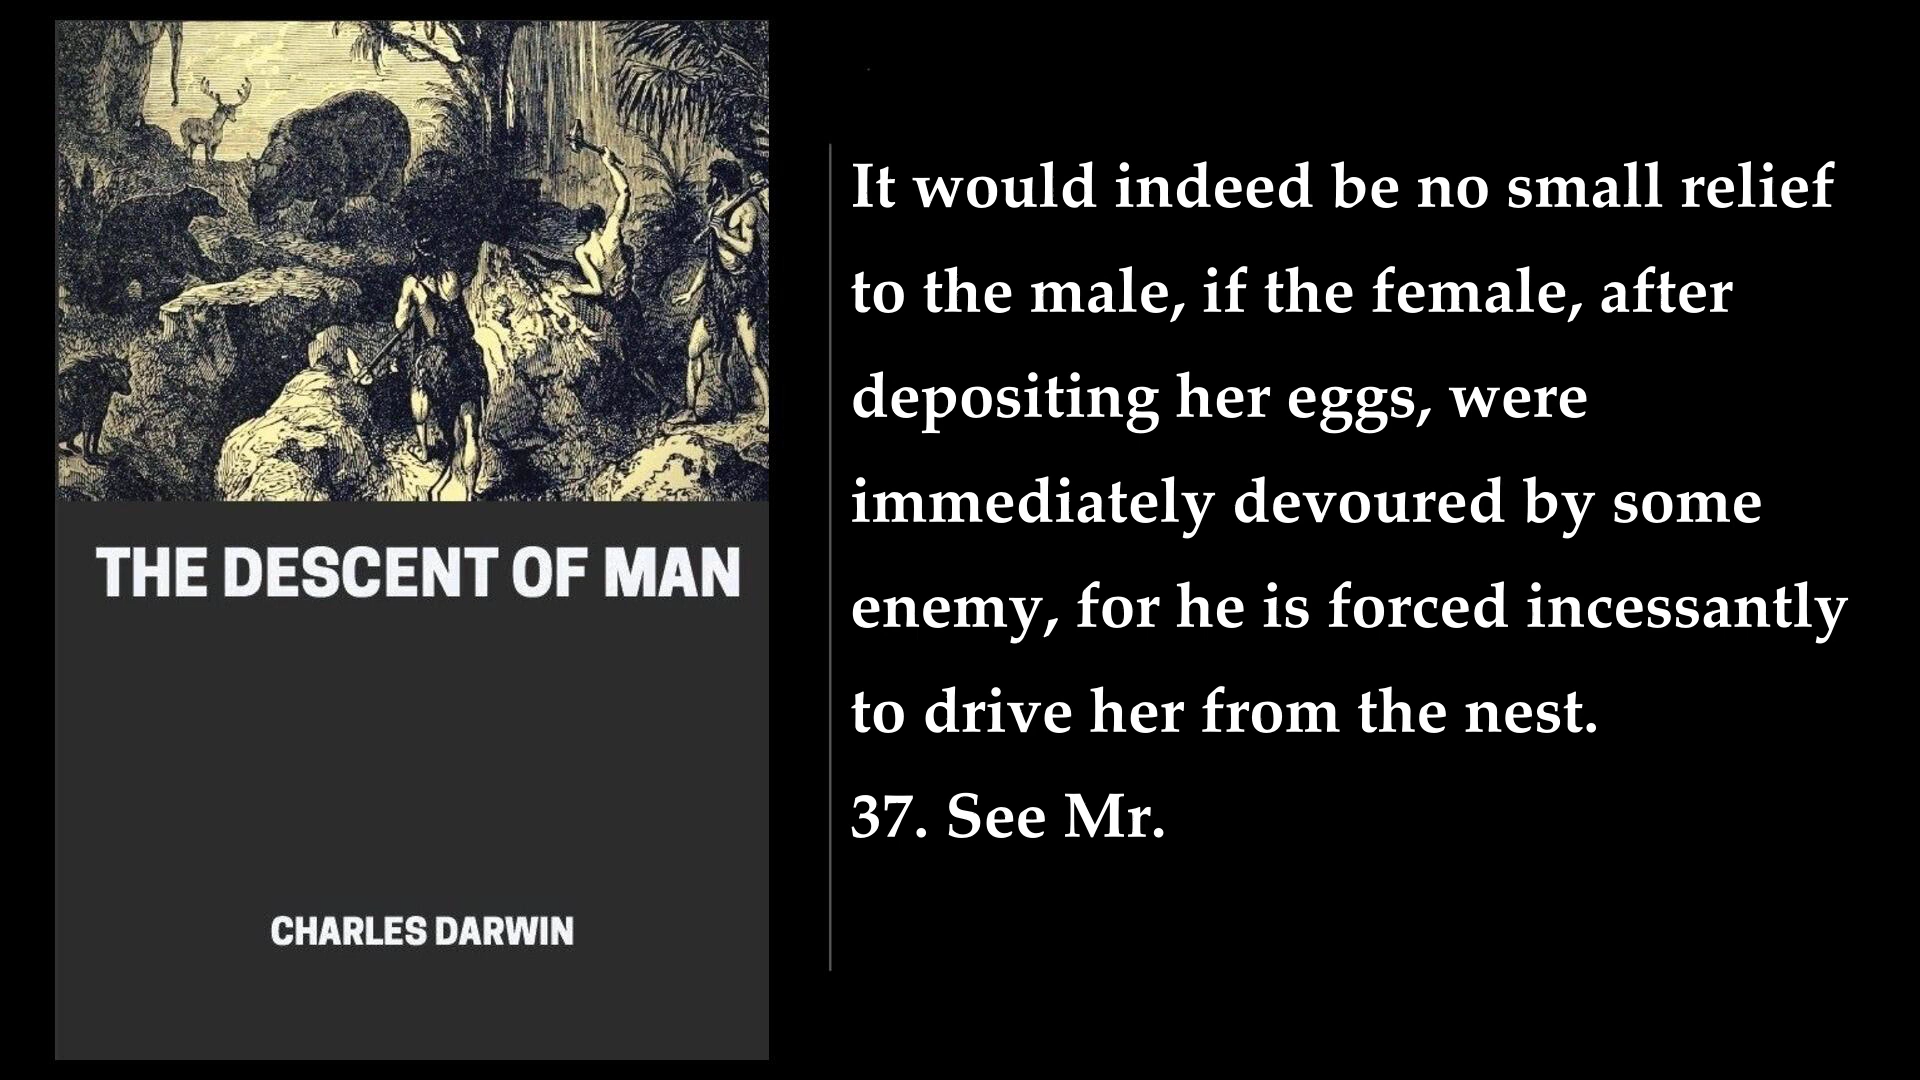 THE DESCENT OF MAN
CHARLES DARWIN
It would indeed be no small relief
to the male, if the female, after
depositing her eggs, were
immediately devoured by some
enemy, for he is forced incessantly
to drive her from the nest.
37. See Mr.